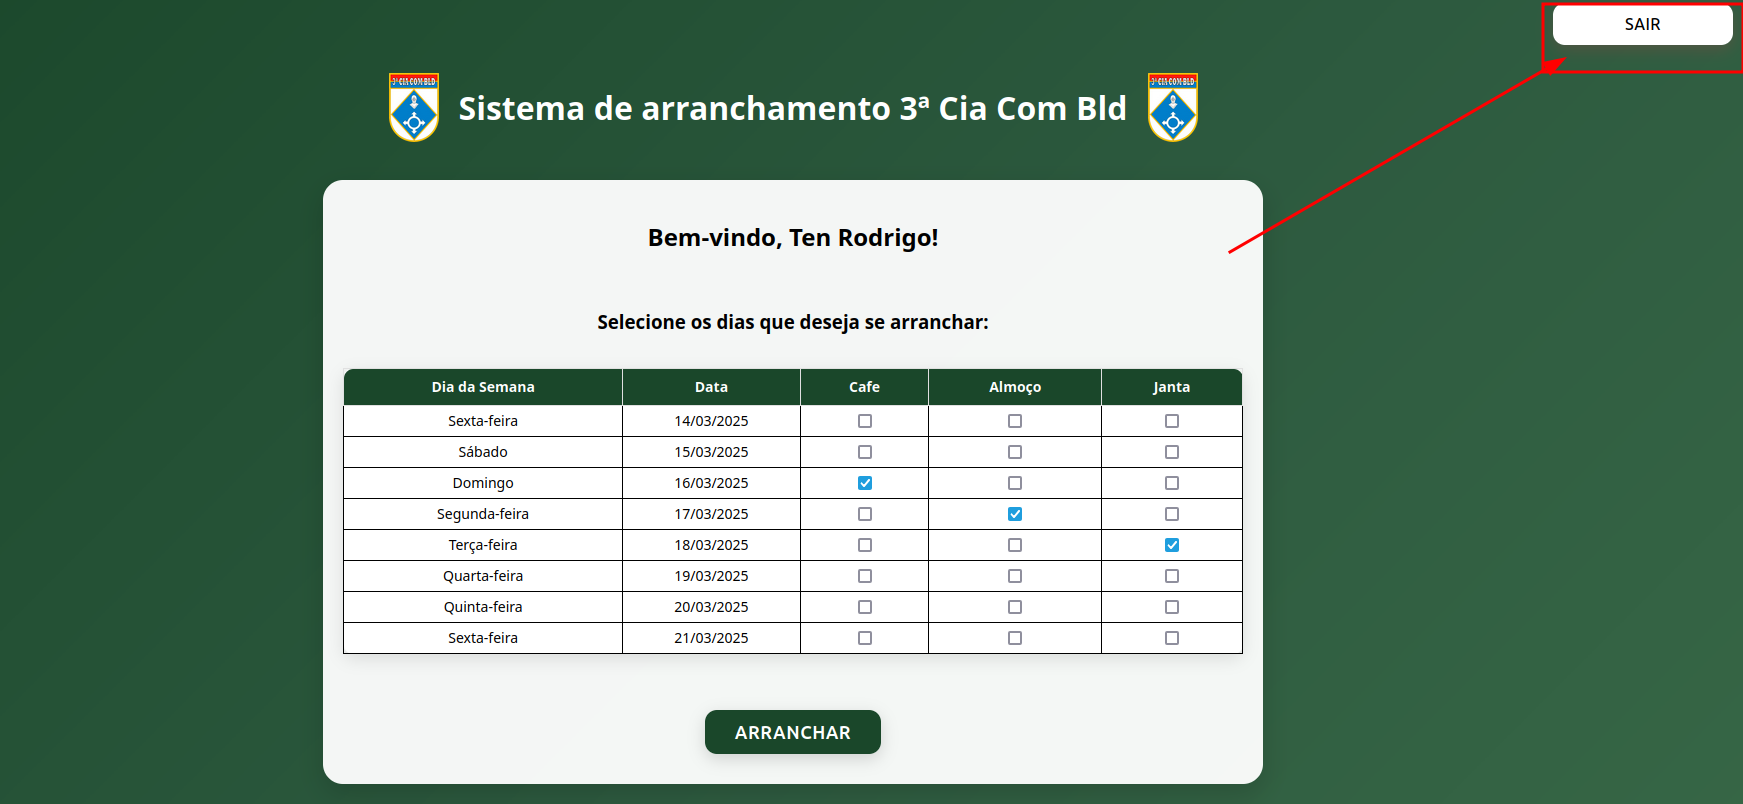 SAIR
3ª CIA COM BLD
Sistema de arranchamento 3ª Cia Com Bld
3ª CIA COM BLD
Bem-vindo, Ten Rodrigo!
Selecione os dias que deseja se arranchar:
Dia da Semana Data Cafe Almoço Janta
Sexta-feira 14/03/2025
Sábado 15/03/2025
Domingo 16/03/2025
Segunda-feira 17/03/2025
Terça-feira 18/03/2025
Quarta-feira 19/03/2025
Quinta-feira 20/03/2025
Sexta-feira 21/03/2025
ARRANCHAR